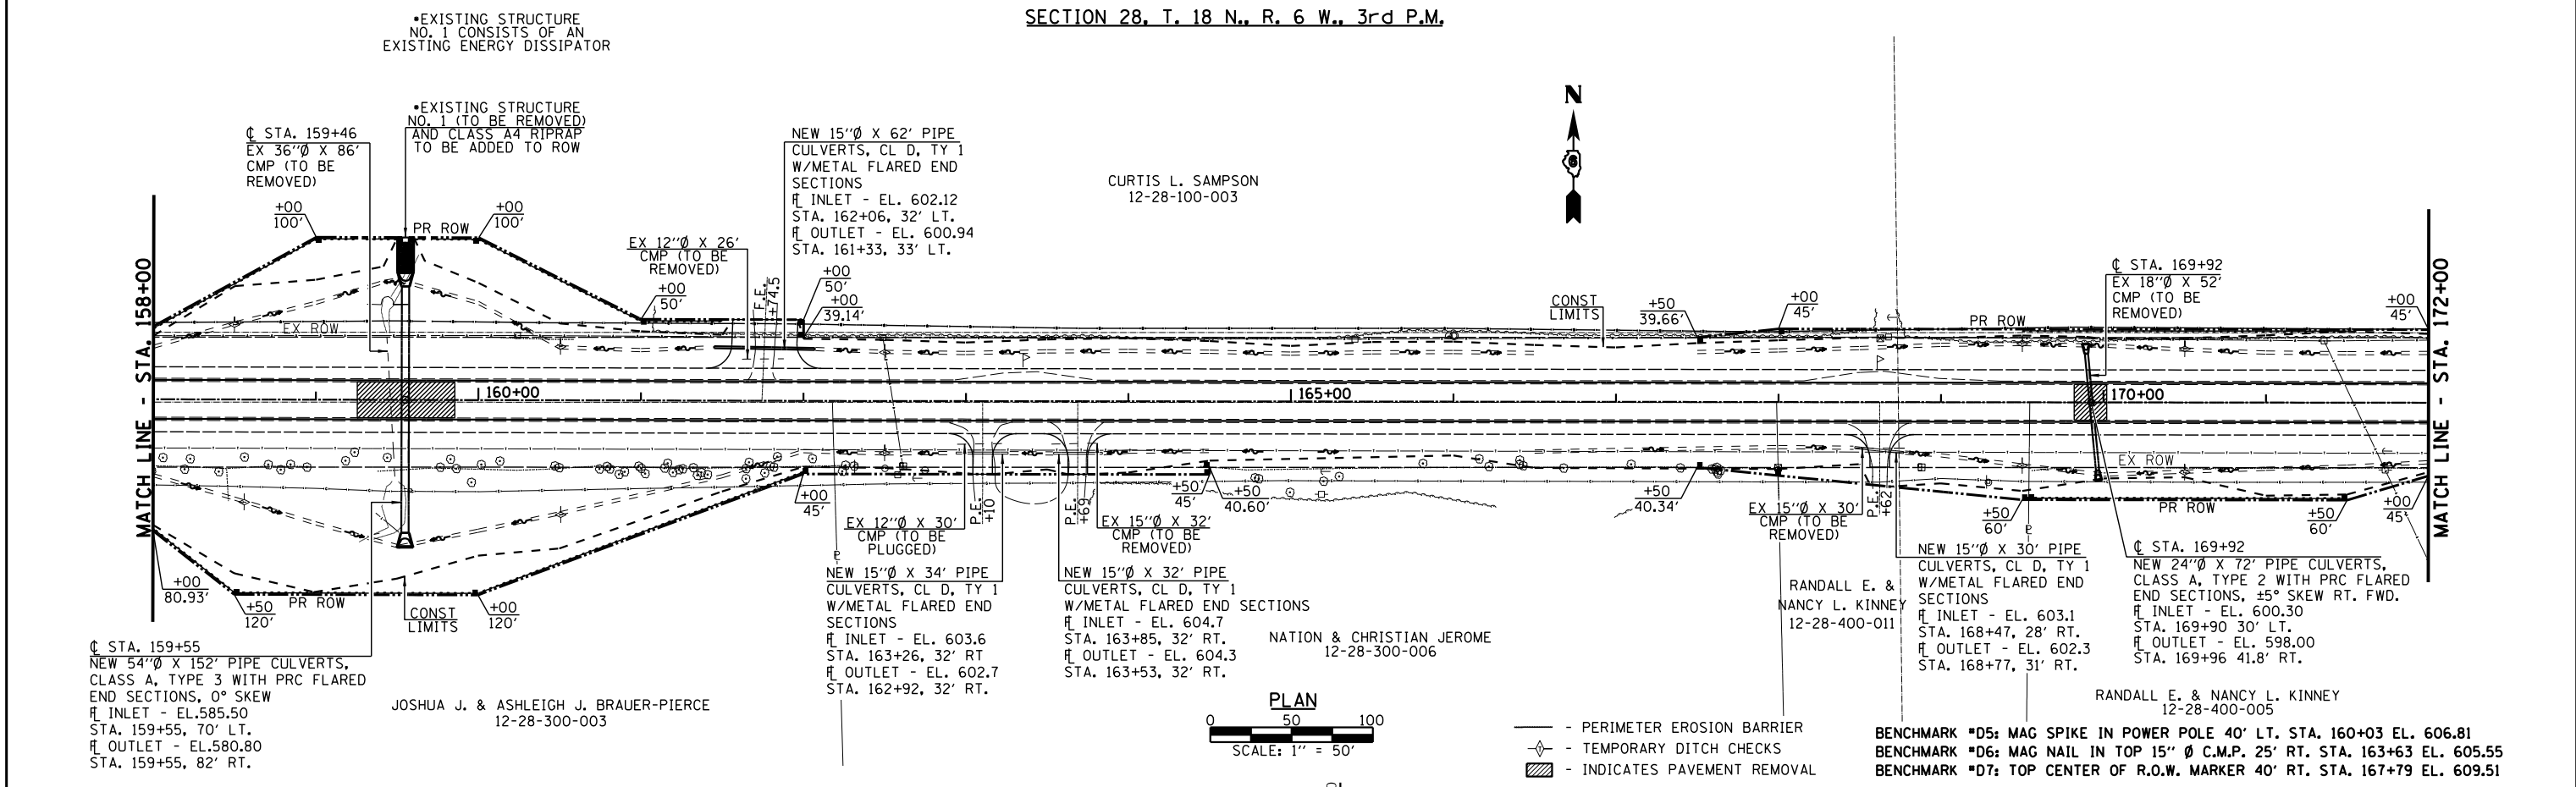 SECTION 28, T. 18 N., R. 6 W., 3rd P.M.
*EXISTING STRUCTURE
NO. 1 CONSISTS OF AN
EXISTING ENERGY DISSIPATOR
*EXISTING STRUCTURE
NO. 1 (TO BE REMOVED)
AND CLASS A4 RIPRAP
TO BE ADDED TO ROW
℄ STA. 159+46
EX 36"Ø X 86'
CMP (TO BE
REMOVED)
NEW 15"Ø X 62' PIPE
CULVERTS, CL D, TY 1
W/METAL FLARED END
SECTIONS
FL INLET - EL. 602.12
STA. 162+06, 32' LT.
FL OUTLET - EL. 600.94
STA. 161+33, 33' LT.
CURTIS L. SAMPSON
12-28-100-003
N
6
+00
100'
+00
100'
PR ROW
EX 12"Ø X 26'
CMP (TO BE
REMOVED)
+00
50'
F.E.
+74.5
+00
50'
+00
39.14'
CONST
LIMITS
+50
39.66'
+00
45'
PR ROW
℄ STA. 169+92
EX 18"Ø X 52'
CMP (TO BE
REMOVED)
+00
45'
MATCH LINE - STA. 158+00
MATCH LINE - STA. 172+00
EX ROW
160+00
165+00
170+00
EX ROW
+00
80.93'
+50
120'
PR ROW
CONST
LIMITS
+00
120'
+00
45'
EX 12"Ø X 30'
CMP (TO BE
PLUGGED)
P.E.
+10
P.E.
+69
EX 15"Ø X 32'
CMP (TO BE
REMOVED)
+50
45'
+50
40.60'
+50
40.34'
EX 15"Ø X 30'
CMP (TO BE
REMOVED)
P.E.
+62
+50
60'
PR ROW
+50
60'
+00
45'
℄ STA. 159+55
NEW 54"Ø X 152' PIPE CULVERTS,
CLASS A, TYPE 3 WITH PRC FLARED
END SECTIONS, 0° SKEW
FL INLET - EL.585.50
STA. 159+55, 70' LT.
FL OUTLET - EL.580.80
STA. 159+55, 82' RT.
JOSHUA J. & ASHLEIGH J. BRAUER-PIERCE
12-28-300-003
NEW 15"Ø X 34' PIPE
CULVERTS, CL D, TY 1
W/METAL FLARED END
SECTIONS
FL INLET - EL. 603.6
STA. 163+26, 32' RT
FL OUTLET - EL. 602.7
STA. 162+92, 32' RT.
NEW 15"Ø X 32' PIPE
CULVERTS, CL D, TY 1
W/METAL FLARED END SECTIONS
FL INLET - EL. 604.7
STA. 163+85, 32' RT.
FL OUTLET - EL. 604.3
STA. 163+53, 32' RT.
NATION & CHRISTIAN JEROME
12-28-300-006
RANDALL E. &
NANCY L. KINNEY
12-28-400-011
NEW 15"Ø X 30' PIPE
CULVERTS, CL D, TY 1
W/METAL FLARED END
SECTIONS
FL INLET - EL. 603.1
STA. 168+47, 28' RT.
FL OUTLET - EL. 602.3
STA. 168+77, 31' RT.
℄ STA. 169+92
NEW 24"Ø X 72' PIPE CULVERTS,
CLASS A, TYPE 2 WITH PRC FLARED
END SECTIONS, ±5° SKEW RT. FWD.
FL INLET - EL. 600.30
STA. 169+90 30' LT.
FL OUTLET - EL. 598.00
STA. 169+96 41.8' RT.
RANDALL E. & NANCY L. KINNEY
12-28-400-005
PLAN
0 50 100
SCALE: 1" = 50'
- PERIMETER EROSION BARRIER
- TEMPORARY DITCH CHECKS
- INDICATES PAVEMENT REMOVAL
BENCHMARK #D5: MAG SPIKE IN POWER POLE 40' LT. STA. 160+03 EL. 606.81
BENCHMARK #D6: MAG NAIL IN TOP 15" Ø C.M.P. 25' RT. STA. 163+63 EL. 605.55
BENCHMARK #D7: TOP CENTER OF R.O.W. MARKER 40' RT. STA. 167+79 EL. 609.51